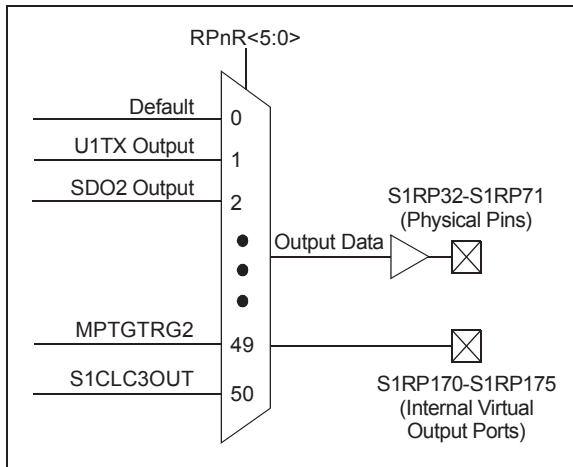 RPnR<5:0>
Default
0
U1TX Output
1
SDO2 Output
2
S1RP32-S1RP71
(Physical Pins)
Output Data
MPTGTRG2
49
S1CLC3OUT
50
S1RP170-S1RP175
(Internal Virtual
Output Ports)